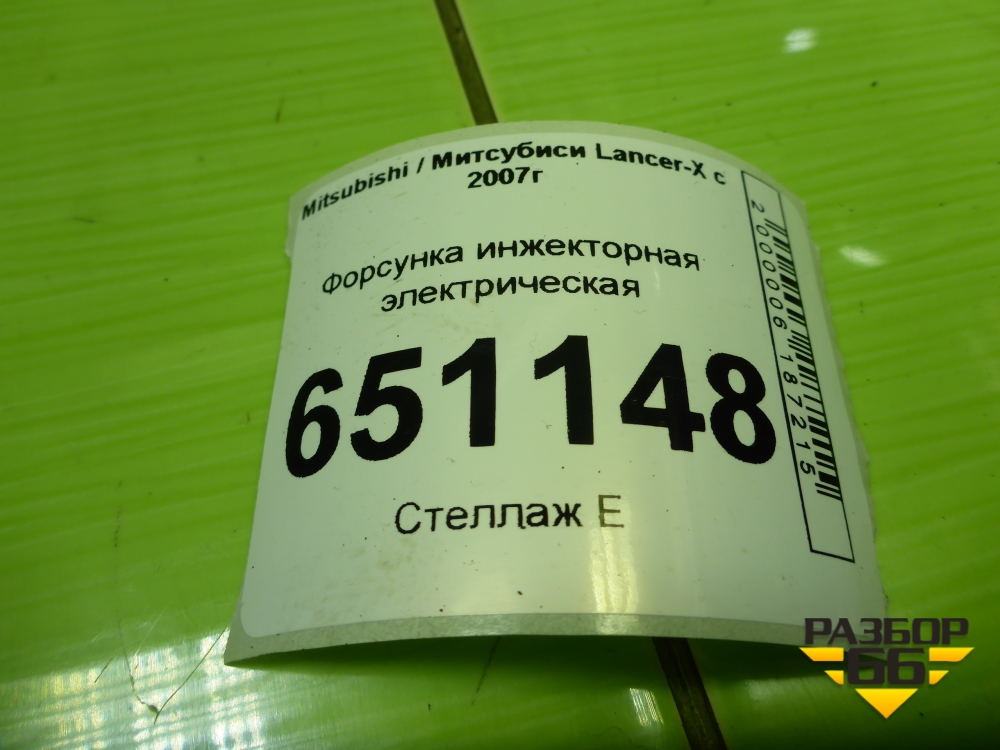 Mitsubishi / Митсубиси Lancer-X с
2007г
Форсунка инжекторная
электрическая
651148
Стеллаж E
2000006187215
РАЗБОР
66